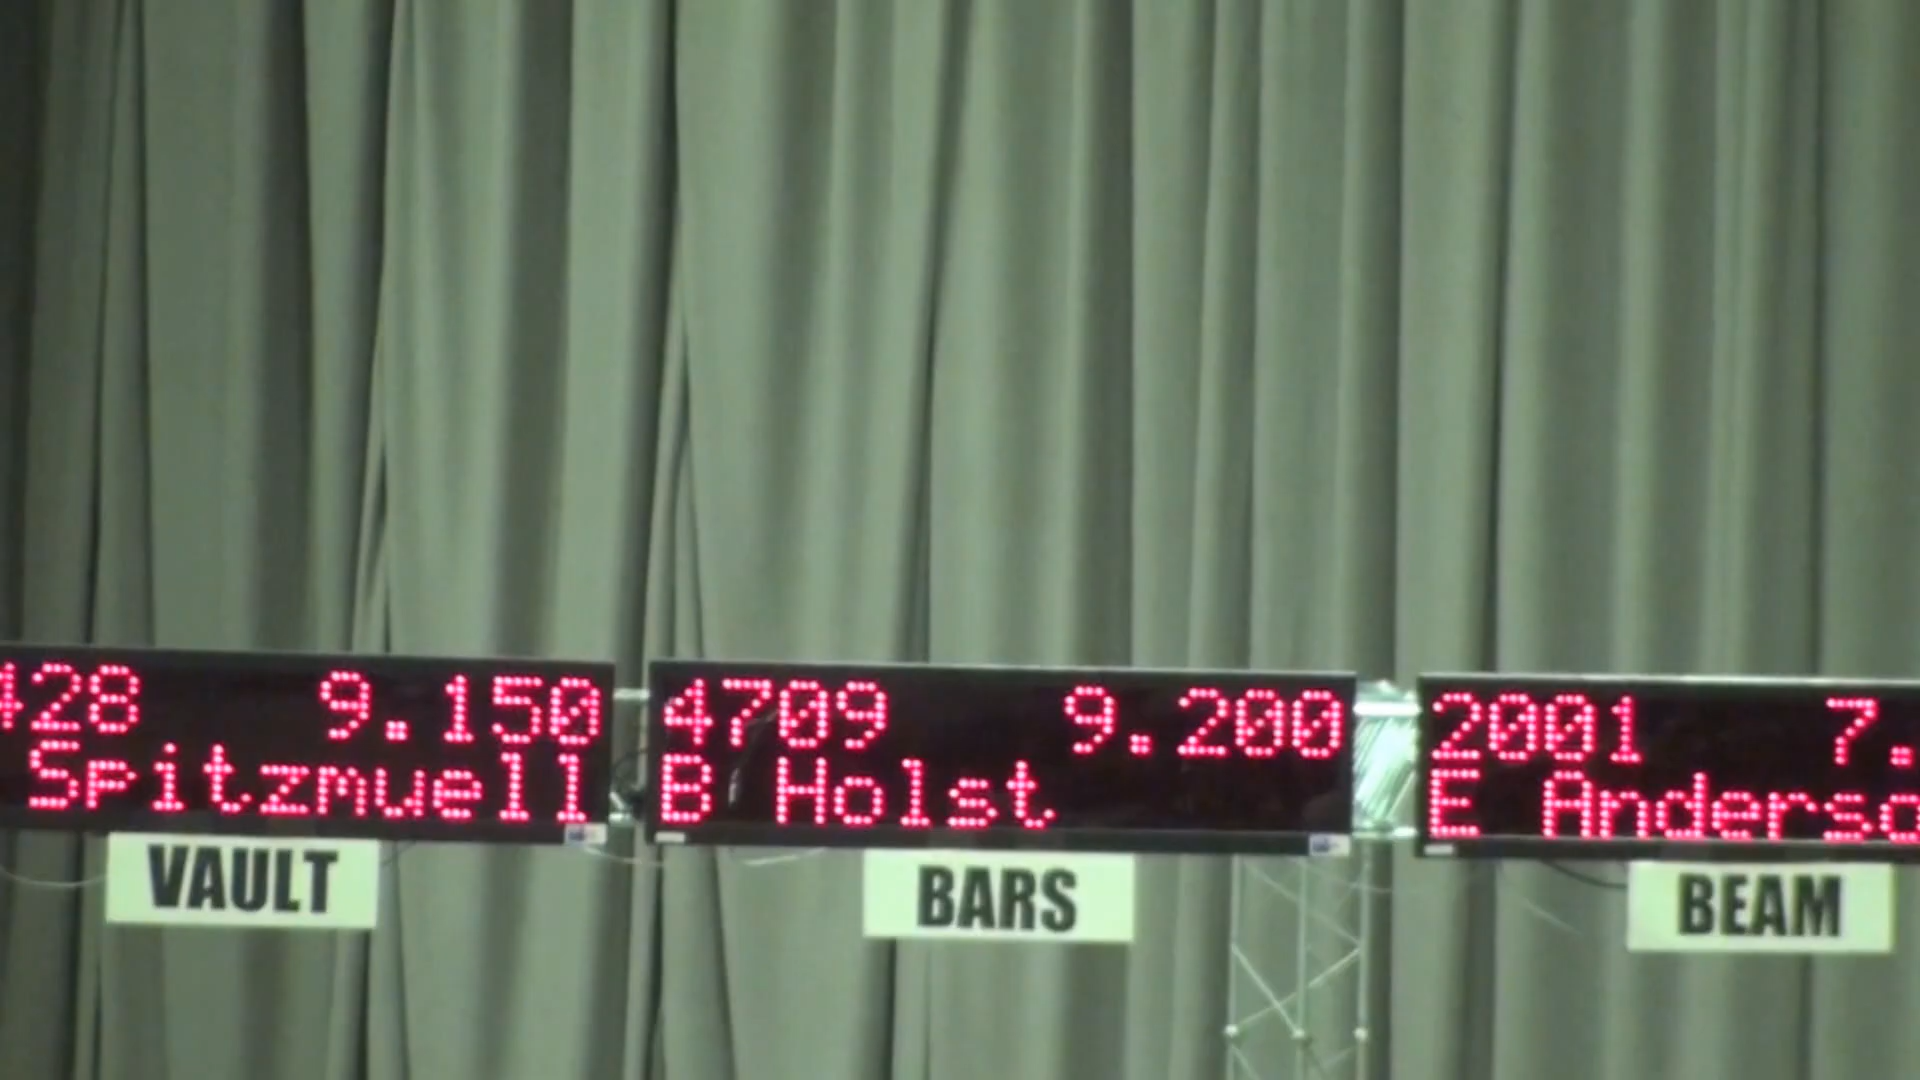 428 9.150
Spitzmuell
VAULT
4709 9.200
B Holst
BARS
2001 7.
E Anderso
BEAM